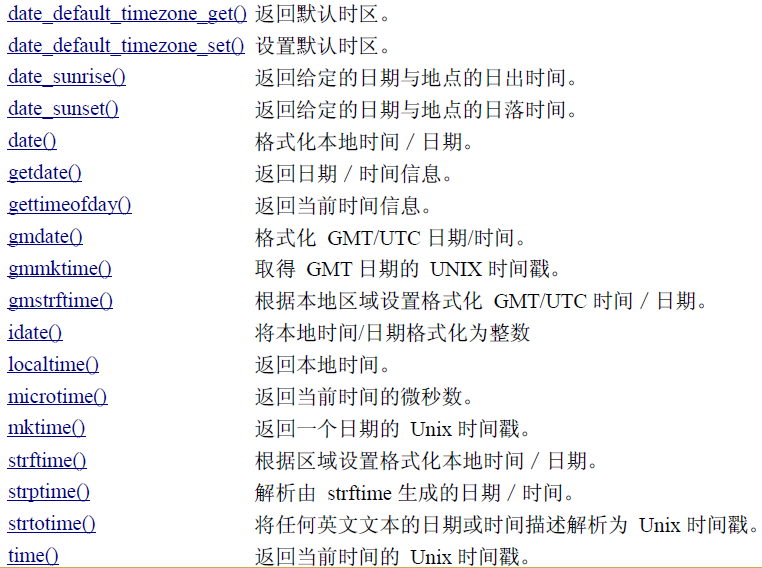 date_default_timezone_get() 返回默认时区。
date_default_timezone_set() 设置默认时区。
date_sunrise() 返回给定的日期与地点的日出时间。
date_sunset() 返回给定的日期与地点的日落时间。
date() 格式化本地时间／日期。
getdate() 返回日期／时间信息。
gettimeofday() 返回当前时间信息。
gmdate() 格式化 GMT/UTC 日期/时间。
gmmktime() 取得 GMT 日期的 UNIX 时间戳。
gmstrftime() 根据本地区域设置格式化 GMT/UTC 时间／日期。
idate() 将本地时间/日期格式化为整数
localtime() 返回本地时间。
microtime() 返回当前时间的微秒数。
mktime() 返回一个日期的 Unix 时间戳。
strftime() 根据区域设置格式化本地时间／日期。
strptime() 解析由 strftime 生成的日期／时间。
strtotime() 将任何英文文本的日期或时间描述解析为 Unix 时间戳。
time() 返回当前时间的 Unix 时间戳。